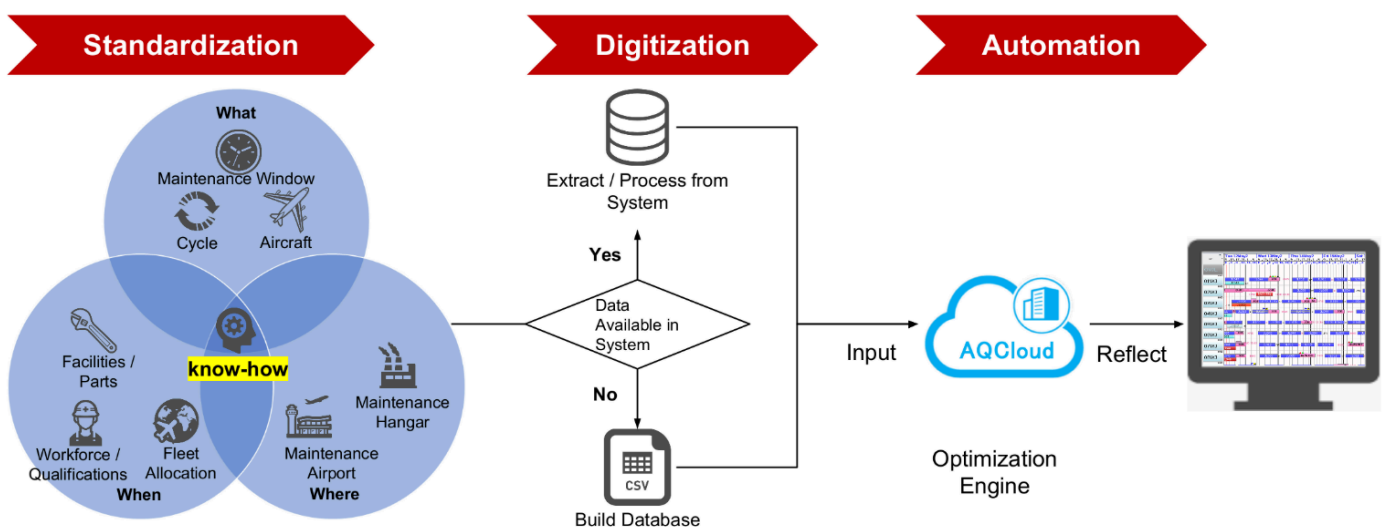 Standardization
Digitization
Automation
What
Maintenance Window
Cycle
Aircraft
Facilities /
Parts
know-how
Maintenance
Hangar
Workforce /
Qualifications
Fleet
Allocation
Maintenance
Airport
When
Where
Extract / Process from
System
Yes
Data
Available in
System
No
CSV
Build Database
Input
AQCloud
Reflect
Optimization
Engine